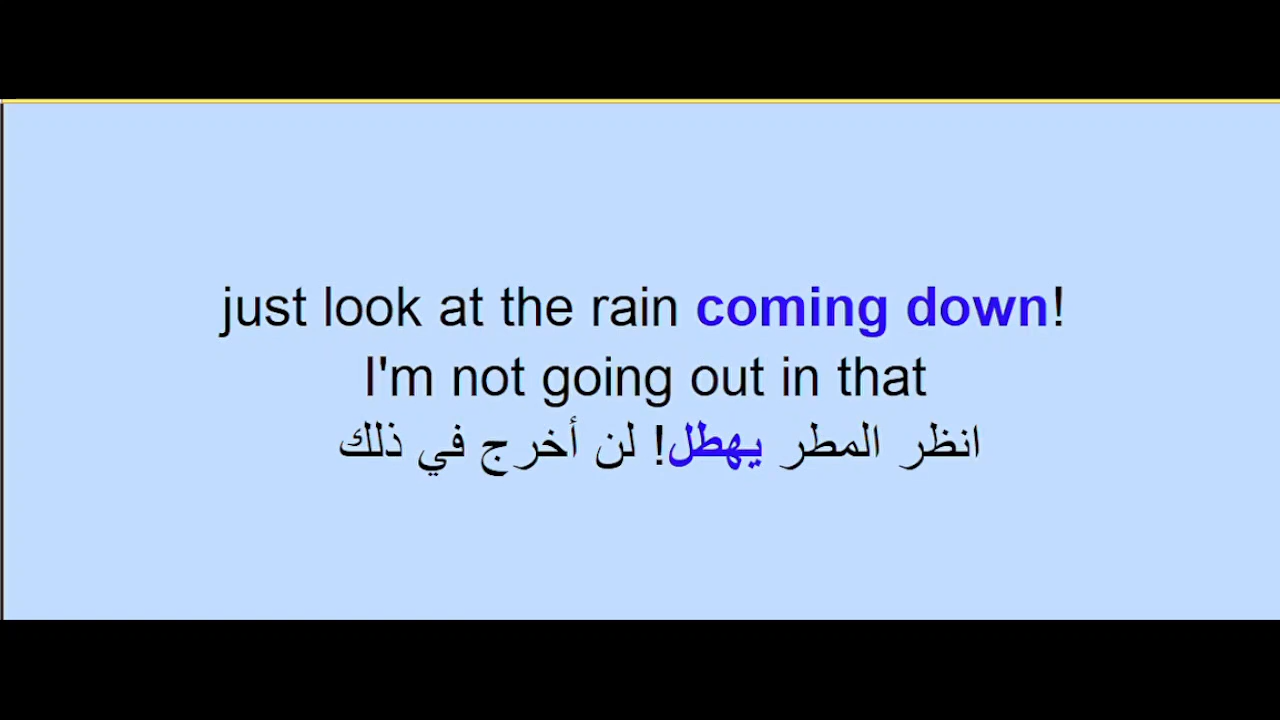 just look at the rain coming down!
I'm not going out in that
انظر المطر يهطل! لن أخرج في ذلك